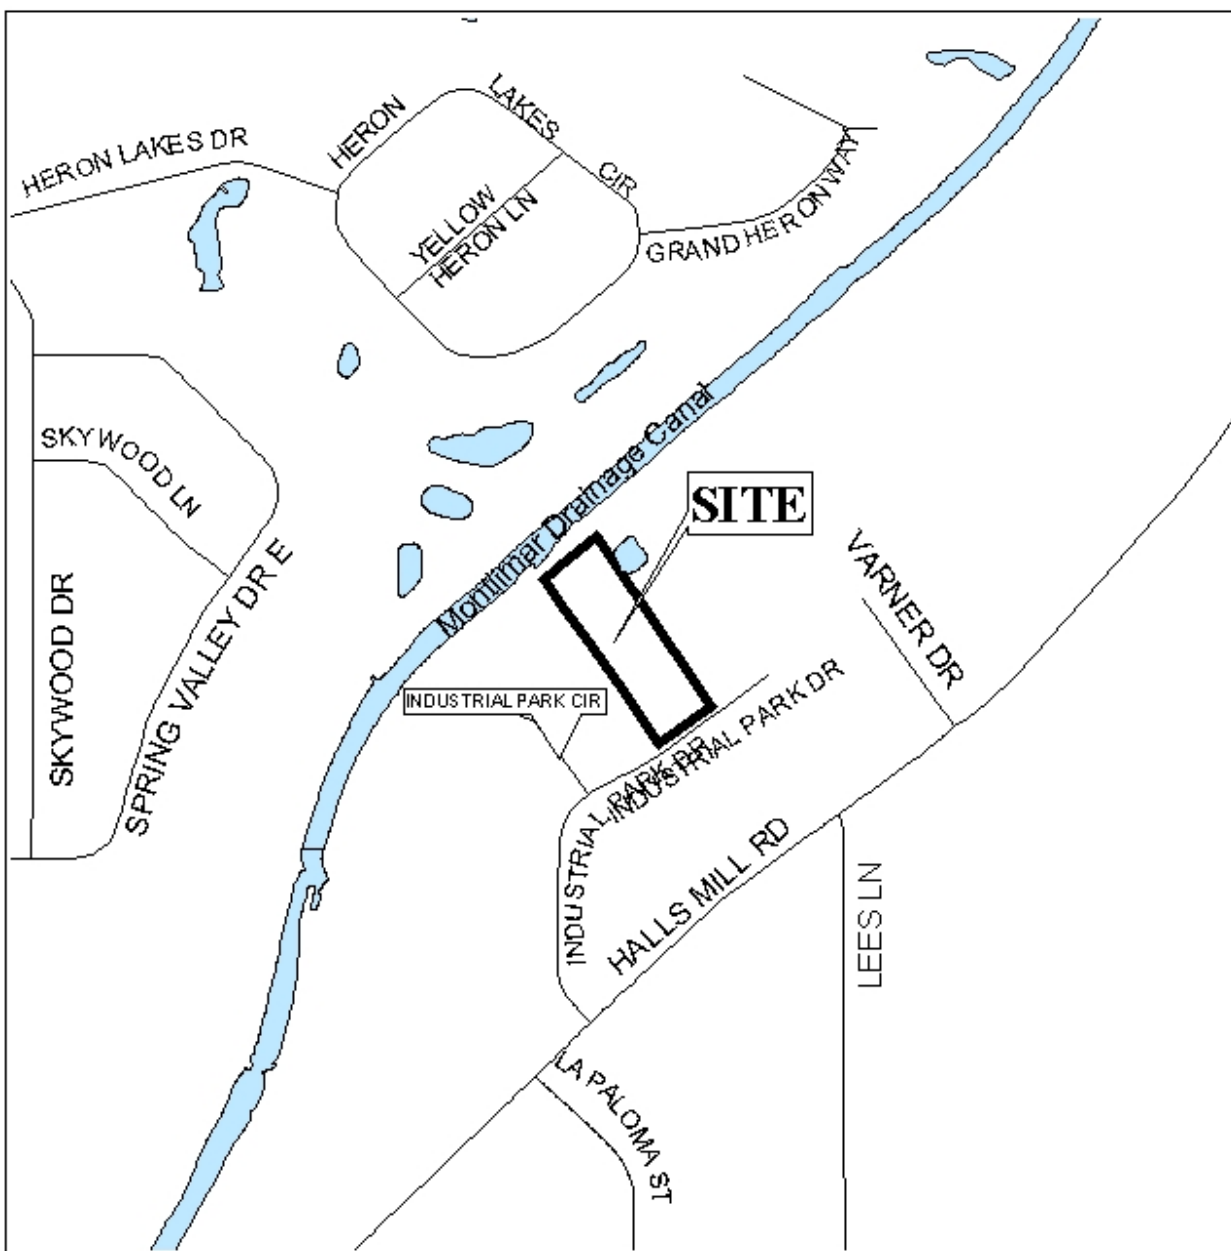 HERON LAKES DR
HERON
LAKES
CIR
YELLOW
HERON LN
GRAND HERON WAY
SKYWOOD LN
Montlimar Drainage Canal
SITE
VARNER DR
SKYWOOD DR
SPRING VALLEY DR E
INDUSTRIAL PARK CIR
INDUSTRIAL PARK DR
INDUSTRIAL PARK DR
HALLS MILL RD
LEES LN
LA PALOMA ST